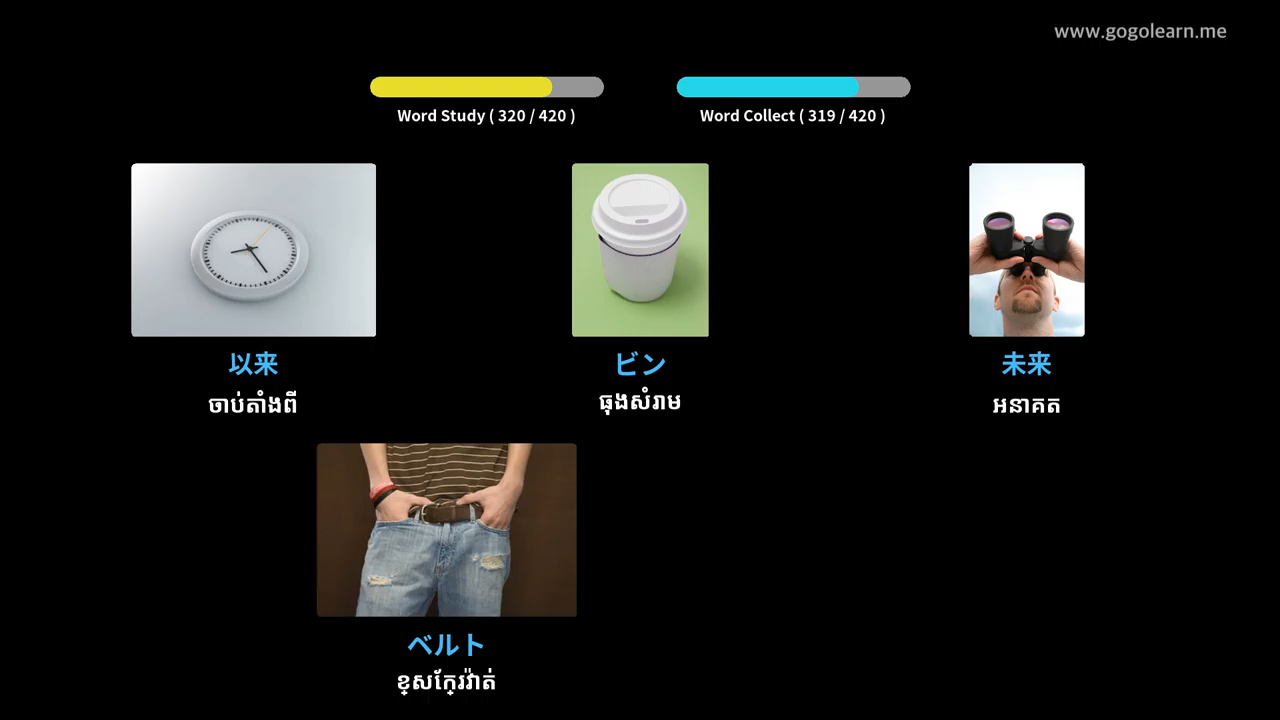 www.gogolearn.me
Word Study ( 320 / 420 )
Word Collect ( 319 / 420 )
以来
ចាប់តាំងពី
ビン
ធុងសំរាម
未来
អនាគត
ベルト
ខ្សែក្រវ៉ាត់